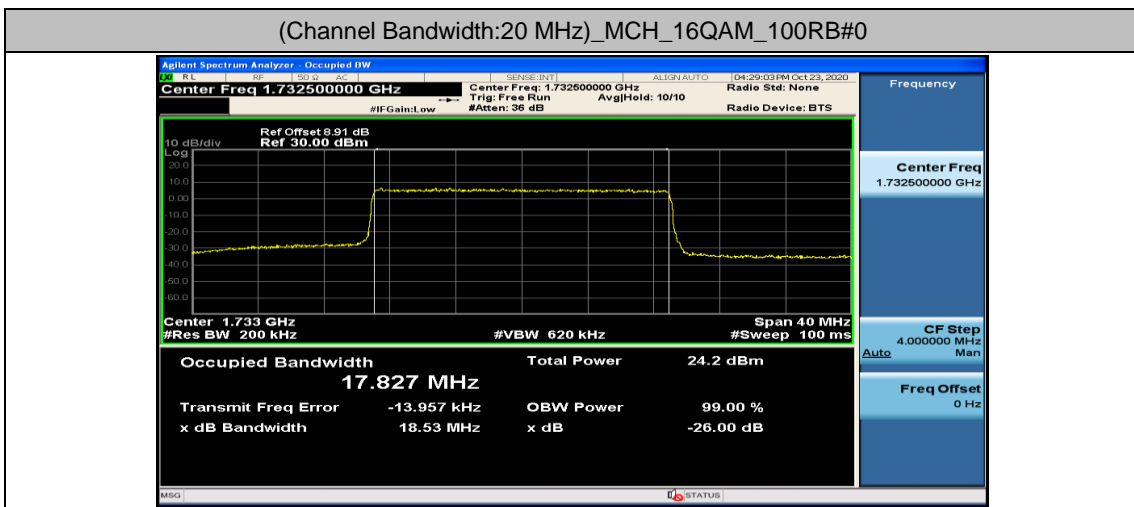 (Channel Bandwidth:20 MHz)_MCH_16QAM_100RB#0
Agilent Spectrum Analyzer - Occupied BW
LXI RL RF 50 Ω AC SENSE:INT ALIGNAUTO 04:29:03PM Oct 23, 2020
Center Freq 1.732500000 GHz
Center Freq: 1.732500000 GHz
Radio Std: None
Trig: Free Run Avg|Hold: 10/10
#IFGain:Low #Atten: 36 dB Radio Device: BTS
Ref Offset 8.91 dB
10 dB/div Ref 30.00 dBm
Log
20.0
10.0
0.00
-10.0
-20.0
-30.0
-40.0
-50.0
-60.0
Center 1.733 GHz Span 40 MHz
#Res BW 200 kHz #VBW 620 kHz #Sweep 100 ms
Occupied Bandwidth Total Power 24.2 dBm
17.827 MHz
Transmit Freq Error -13.957 kHz OBW Power 99.00 %
x dB Bandwidth 18.53 MHz x dB -26.00 dB
Frequency
Center Freq
1.732500000 GHz
CF Step
4.000000 MHz
Auto Man
Freq Offset
0 Hz
MSG STATUS